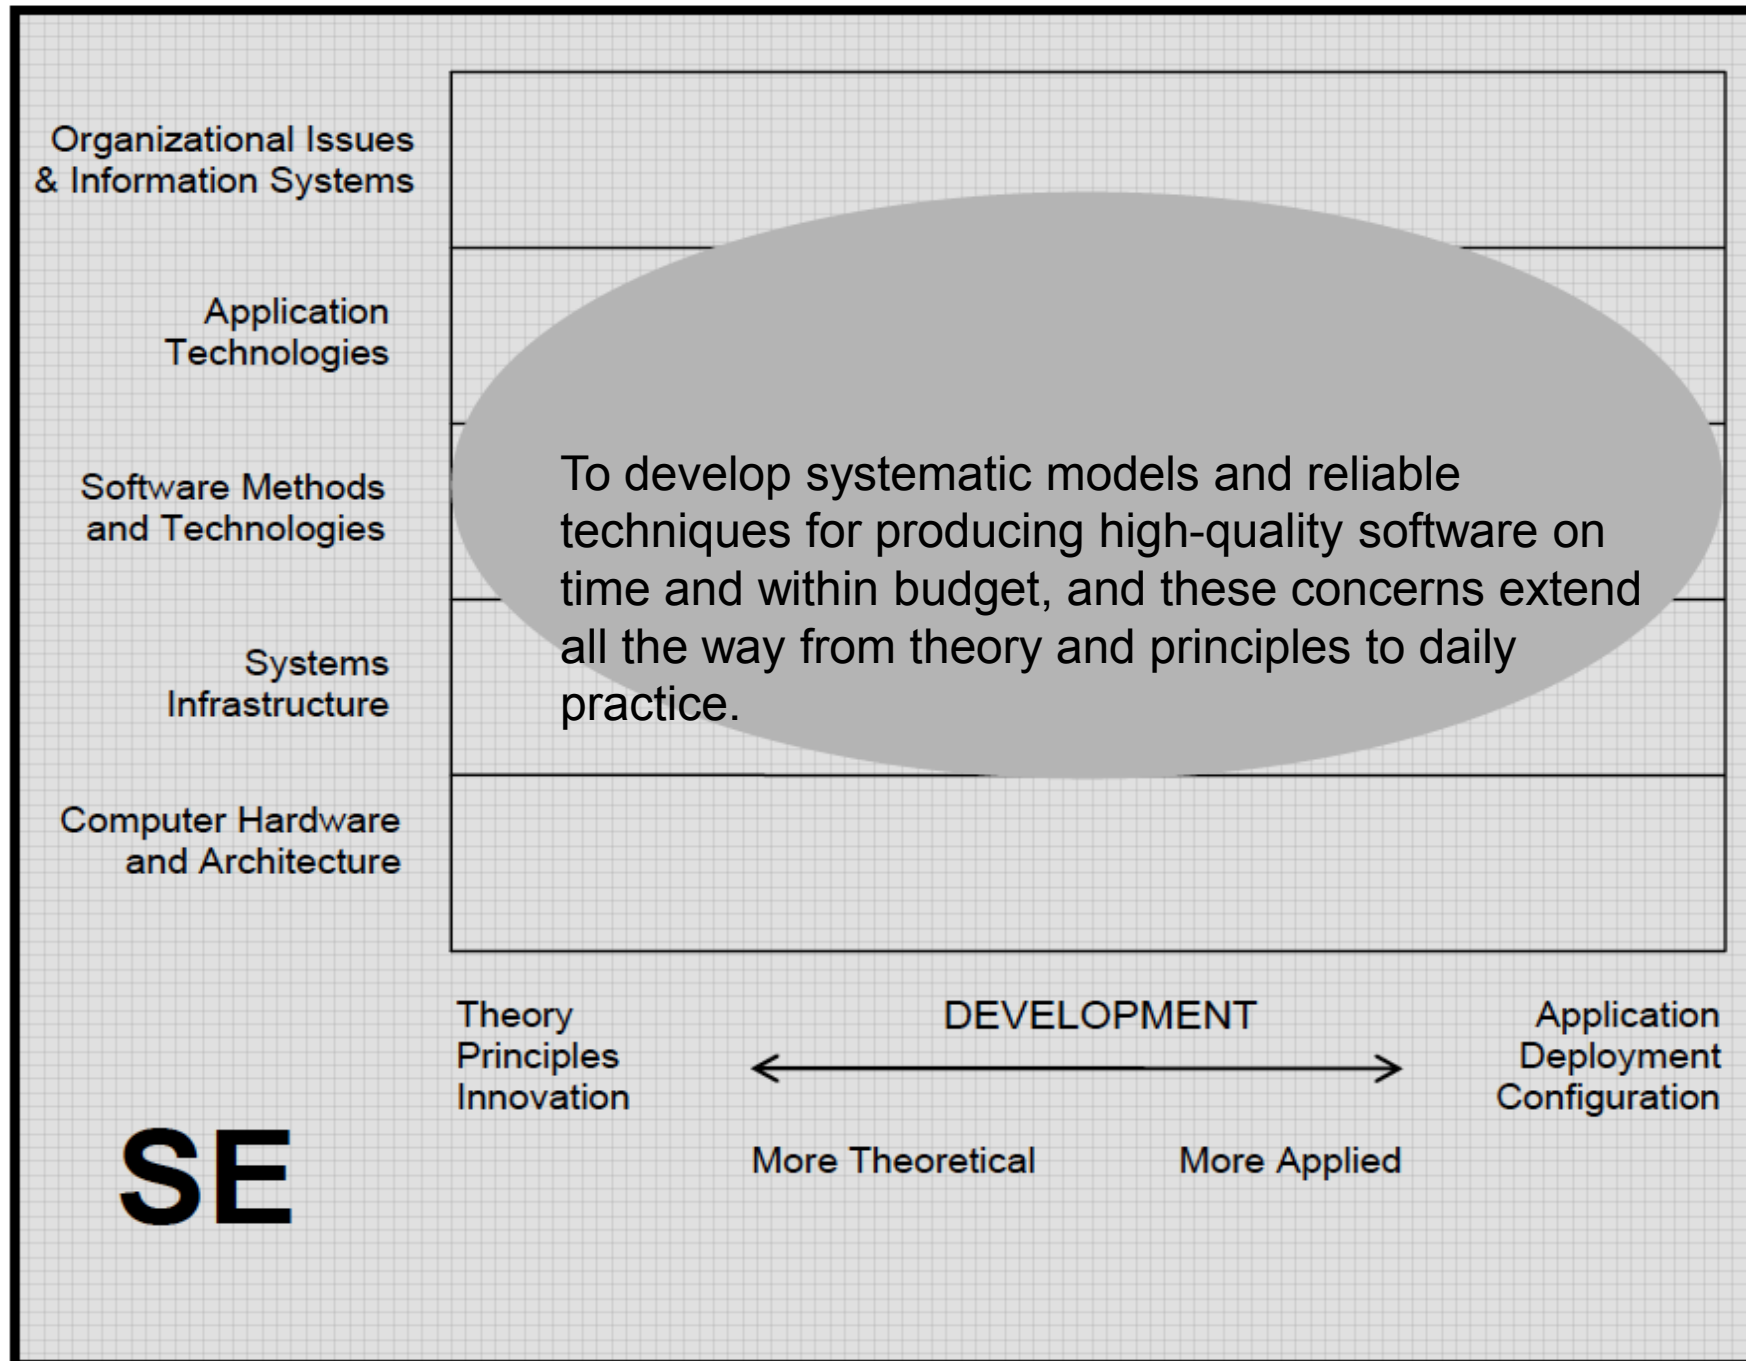 Organizational Issues
& Information Systems
Application
Technologies
Software Methods
and Technologies
To develop systematic models and reliable
techniques for producing high-quality software on
time and within budget, and these concerns extend
all the way from theory and principles to daily
practice.
Systems
Infrastructure
Computer Hardware
and Architecture
Theory
Principles
Innovation
DEVELOPMENT
Application
Deployment
Configuration
More Theoretical
More Applied
SE